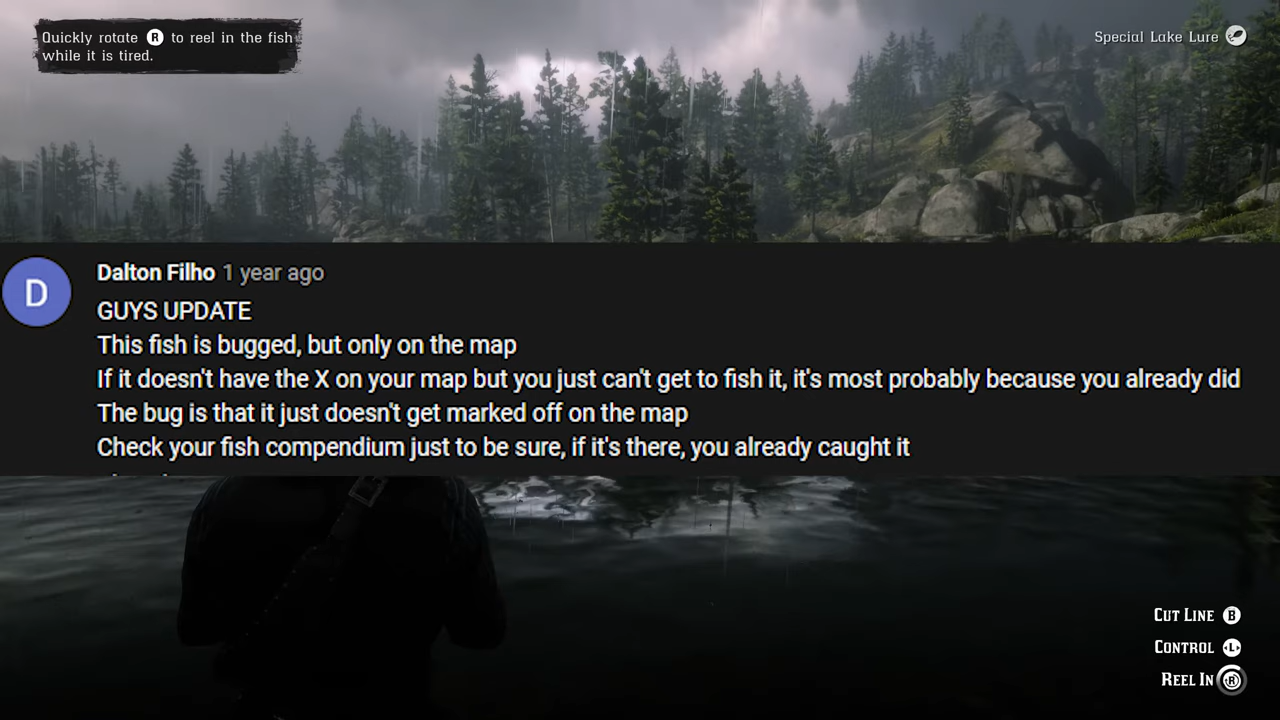 Quickly rotate R to reel in the fish
while it is tired.
Special Lake Lure
D
Dalton Filho 1 year ago
GUYS UPDATE
This fish is bugged, but only on the map
If it doesn't have the X on your map but you just can't get to fish it, it's most probably because you already did
The bug is that it just doesn't get marked off on the map
Check your fish compendium just to be sure, if it's there, you already caught it
Cut Line B
Control L
Reel In R